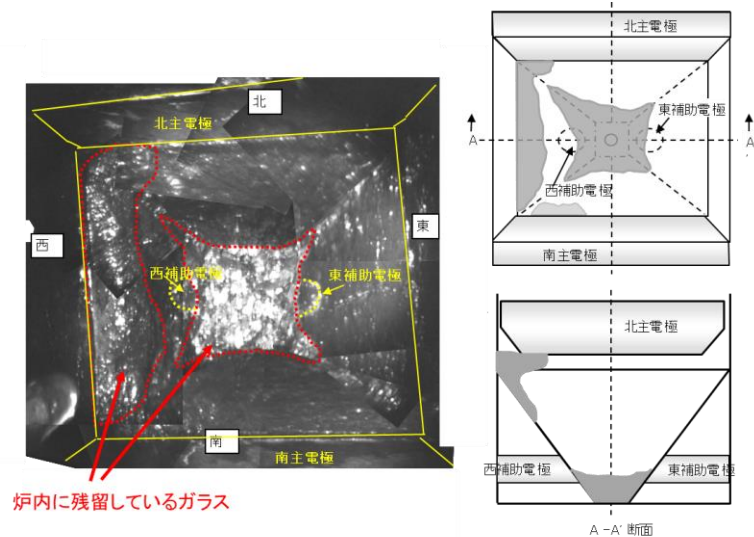 北
北主電極
西
東
西補助電極
東補助電極
南
南主電極
炉内に残留しているガラス
北主電極
東補助電極
A
A'
西補助電極
南主電極
北主電極
西補助電極
東補助電極
A-A' 断面